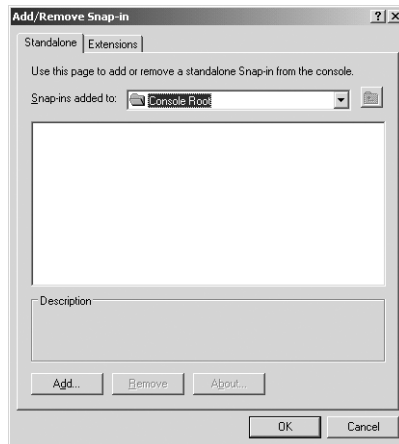 Add/Remove Snap-in
Standalone Extensions
Use this page to add or remove a standalone Snap-in from the console.
Snap-ins added to: Console Root
Description
Add... Remove About...
OK Cancel